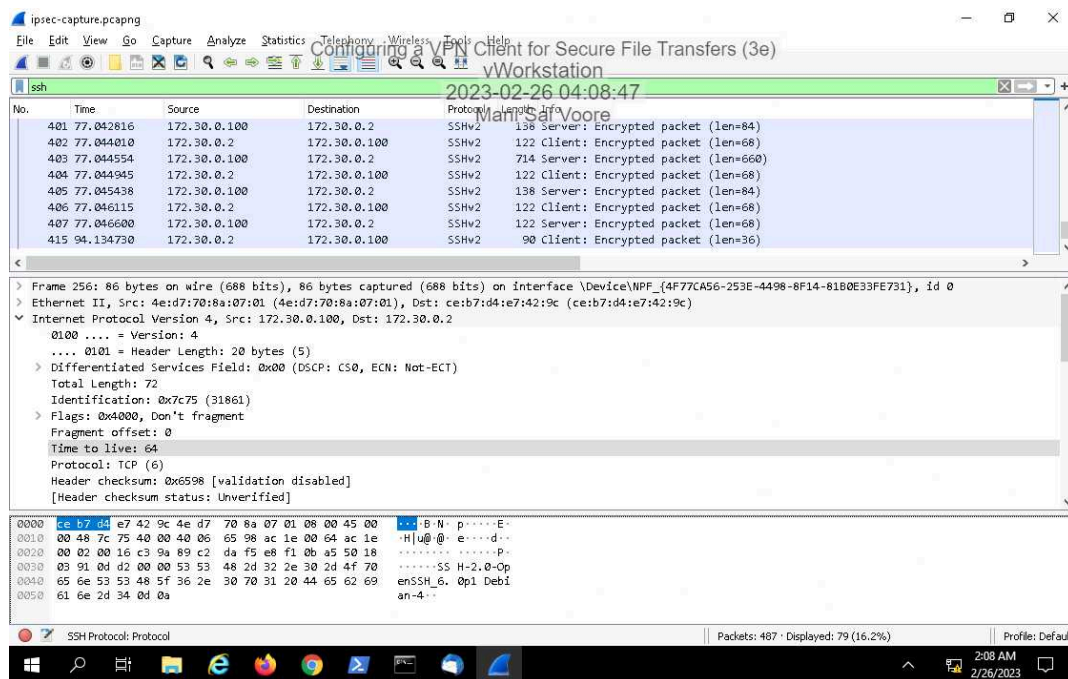 ipsec-capture.pcapng
File Edit View Go Capture Analyze Statistics Telephony Wireless Tools Help
Configuring a VPN Client for Secure File Transfers (3e)
vWorkstation
2023-02-26 04:08:47
Mani Sai Voore
ssh
No. Time Source Destination Protocol Length Info
401 77.042816 172.30.0.100 172.30.0.2 SSHv2 138 Server: Encrypted packet (len=84)
402 77.044010 172.30.0.2 172.30.0.100 SSHv2 122 Client: Encrypted packet (len=68)
403 77.044554 172.30.0.100 172.30.0.2 SSHv2 714 Server: Encrypted packet (len=660)
404 77.044945 172.30.0.2 172.30.0.100 SSHv2 122 Client: Encrypted packet (len=68)
405 77.045438 172.30.0.100 172.30.0.2 SSHv2 138 Server: Encrypted packet (len=84)
406 77.046115 172.30.0.2 172.30.0.100 SSHv2 122 Client: Encrypted packet (len=68)
407 77.046600 172.30.0.100 172.30.0.2 SSHv2 122 Server: Encrypted packet (len=68)
415 94.134730 172.30.0.2 172.30.0.100 SSHv2 90 Client: Encrypted packet (len=36)
Frame 256: 86 bytes on wire (688 bits), 86 bytes captured (688 bits) on interface \Device\NPF_{4F77CA56-253E-4498-8F14-81B0E33FE731}, id 0
Ethernet II, Src: 4e:d7:70:8a:07:01 (4e:d7:70:8a:07:01), Dst: ce:b7:d4:e7:42:9c (ce:b7:d4:e7:42:9c)
Internet Protocol Version 4, Src: 172.30.0.100, Dst: 172.30.0.2
0100 .... = Version: 4
.... 0101 = Header Length: 20 bytes (5)
Differentiated Services Field: 0x00 (DSCP: CS0, ECN: Not-ECT)
Total Length: 72
Identification: 0x7c75 (31861)
Flags: 0x4000, Don't fragment
Fragment offset: 0
Time to live: 64
Protocol: TCP (6)
Header checksum: 0x6598 [validation disabled]
[Header checksum status: Unverified]
0000 ce b7 d4 e7 42 9c 4e d7 70 8a 07 01 08 00 45 00 ····B·N· p·····E·
0010 00 48 7c 75 40 00 40 06 65 98 ac 1e 00 64 ac 1e ·H|u@·@· e····d··
0020 00 02 00 16 c3 9a 89 c2 da f5 e8 f1 0b a5 50 18 ········ ······P·
0030 03 91 0d d2 00 00 53 53 48 2d 32 2e 30 2d 4f 70 ······SS H-2.0-Op
0040 65 6e 53 53 48 5f 36 2e 30 70 31 20 44 65 62 69 enSSH_6. 0p1 Debi
0050 61 6e 2d 34 0d 0a an-4··
SSH Protocol: Protocol Packets: 487 · Displayed: 79 (16.2%) Profile: Defaul
2:08 AM
2/26/2023